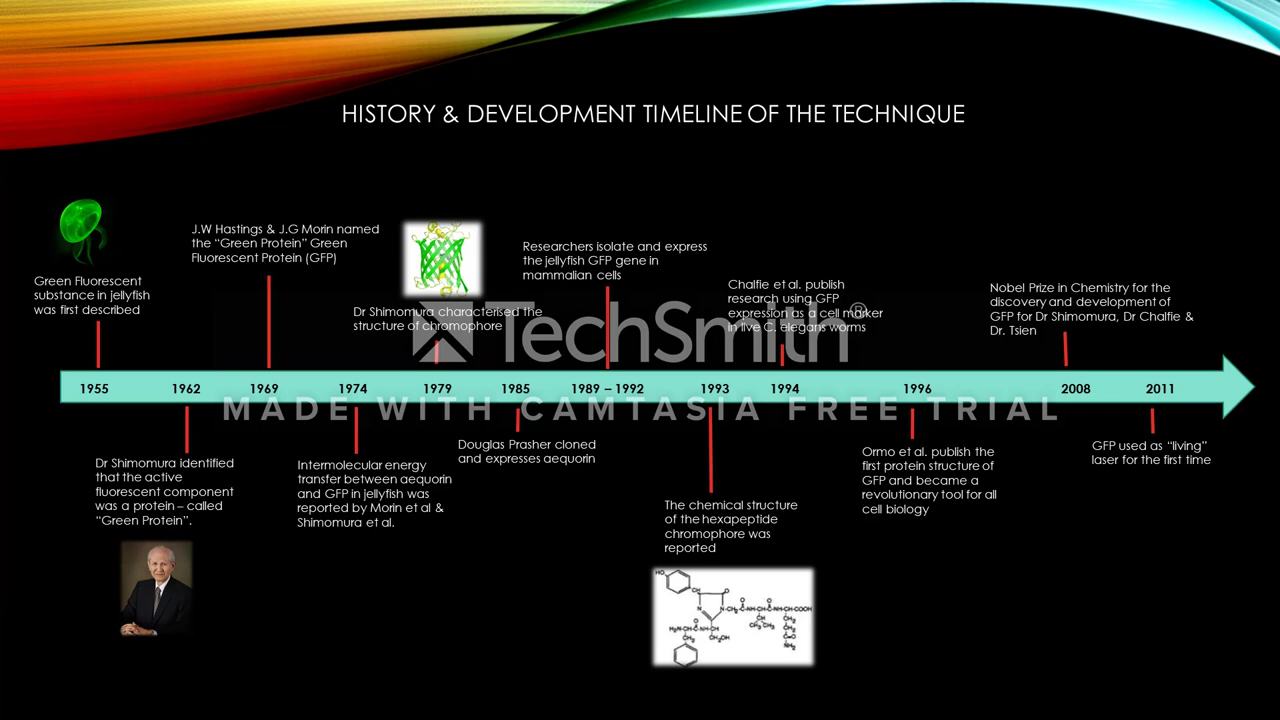 HISTORY & DEVELOPMENT TIMELINE OF THE TECHNIQUE
Green Fluorescent
substance in jellyfish
was first described
J.W Hastings & J.G Morin named
the “Green Protein” Green
Fluorescent Protein (GFP)
Dr Shimomura characterised the
structure of chromophore
Researchers isolate and express
the jellyfish GFP gene in
mammalian cells
Chalfie et al. publish
research using GFP
expression as a cell marker
in live C. elegans worms
Nobel Prize in Chemistry for the
discovery and development of
GFP for Dr Shimomura, Dr Chalfie &
Dr. Tsien
TechSmith®
1955 1962 1969 1974 1979 1985 1989 – 1992 1993 1994 1996 2008 2011
MADE WITH CAMTASIA FREE TRIAL
Dr Shimomura identified
that the active
fluorescent component
was a protein – called
“Green Protein”.
Intermolecular energy
transfer between aequorin
and GFP in jellyfish was
reported by Morin et al &
Shimomura et al.
Douglas Prasher cloned
and expresses aequorin
The chemical structure
of the hexapeptide
chromophore was
reported
Ormo et al. publish the
first protein structure of
GFP and became a
revolutionary tool for all
cell biology
GFP used as “living”
laser for the first time